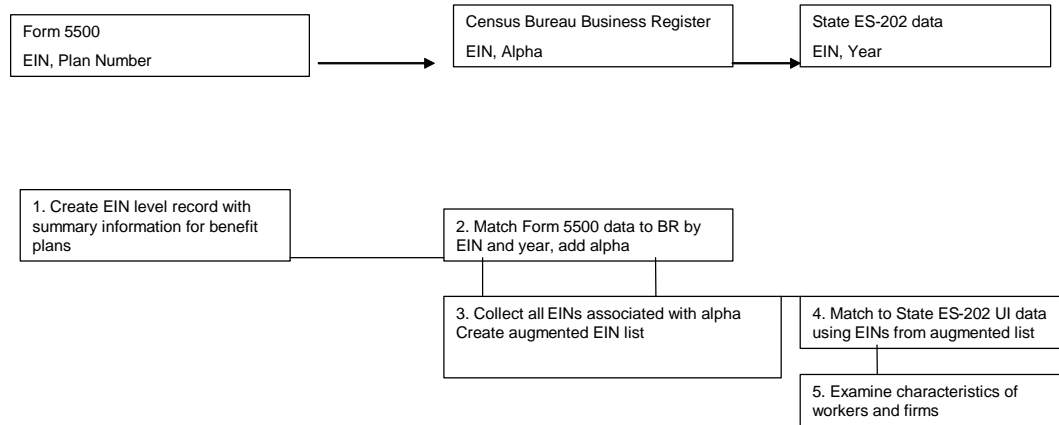 Form 5500
EIN, Plan Number
Census Bureau Business Register
EIN, Alpha
State ES-202 data
EIN, Year
1. Create EIN level record with
summary information for benefit
plans
2. Match Form 5500 data to BR by
EIN and year, add alpha
3. Collect all EINs associated with alpha
Create augmented EIN list
4. Match to State ES-202 UI data
using EINs from augmented list
5. Examine characteristics of
workers and firms